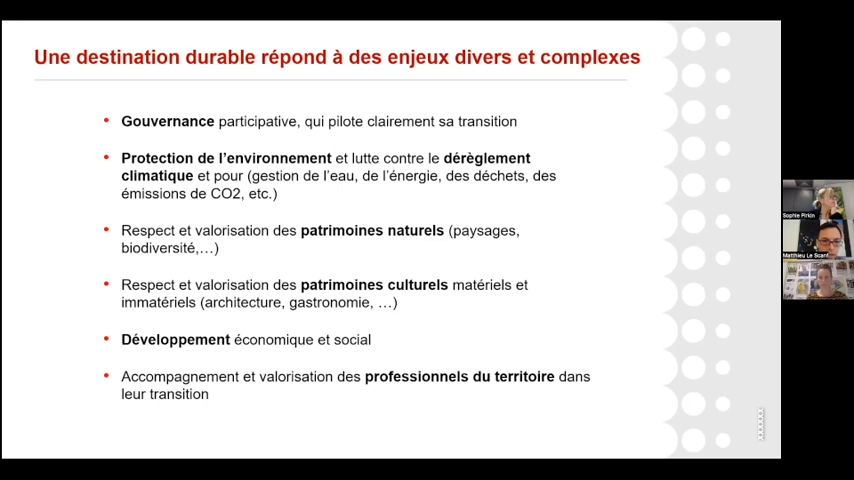 Une destination durable répond à des enjeux divers et complexes
• Gouvernance participative, qui pilote clairement sa transition
• Protection de l'environnement et lutte contre le dérèglement
climatique et pour (gestion de l'eau, de l'énergie, des déchets, des
émissions de CO2, etc.)
• Respect et valorisation des patrimoines naturels (paysages,
biodiversité,…)
• Respect et valorisation des patrimoines culturels matériels et
immatériels (architecture, gastronomie, …)
• Développement économique et social
• Accompagnement et valorisation des professionnels du territoire dans
leur transition
Sophie Pirkin
Matthieu Le Scanf